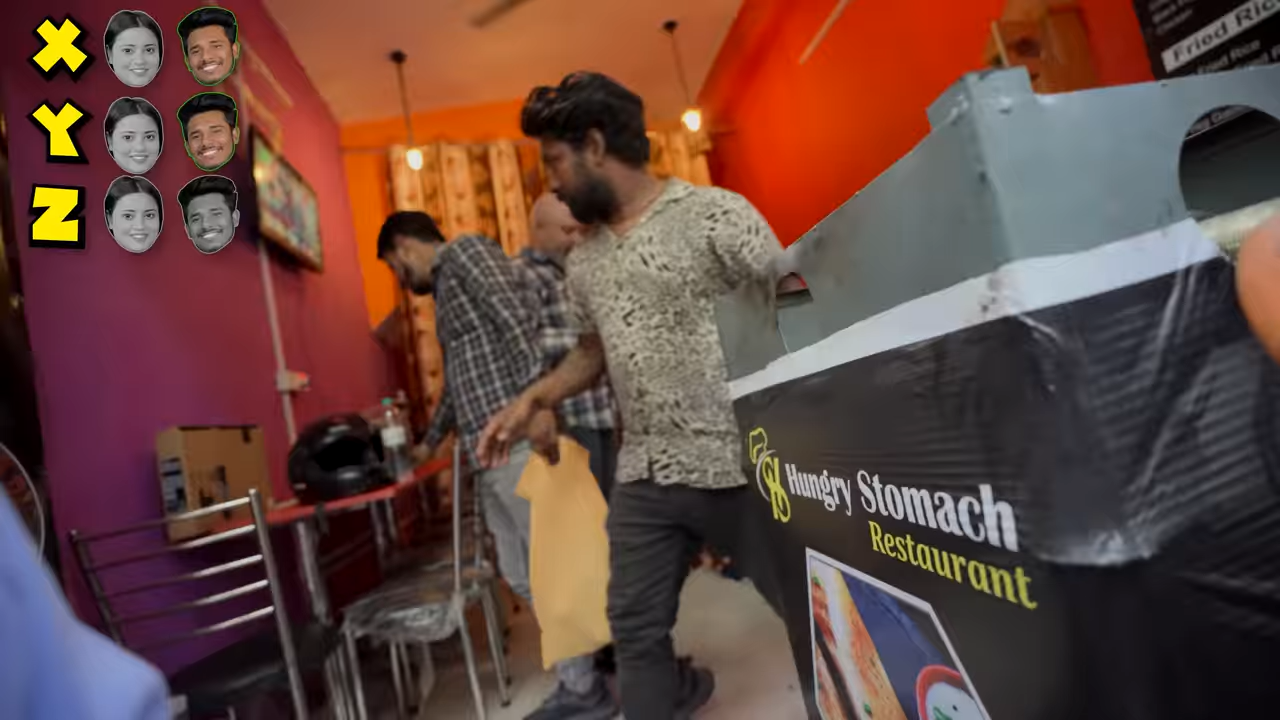 X
Y
Z
Fried Rice
Hungry Stomach
Restaurant